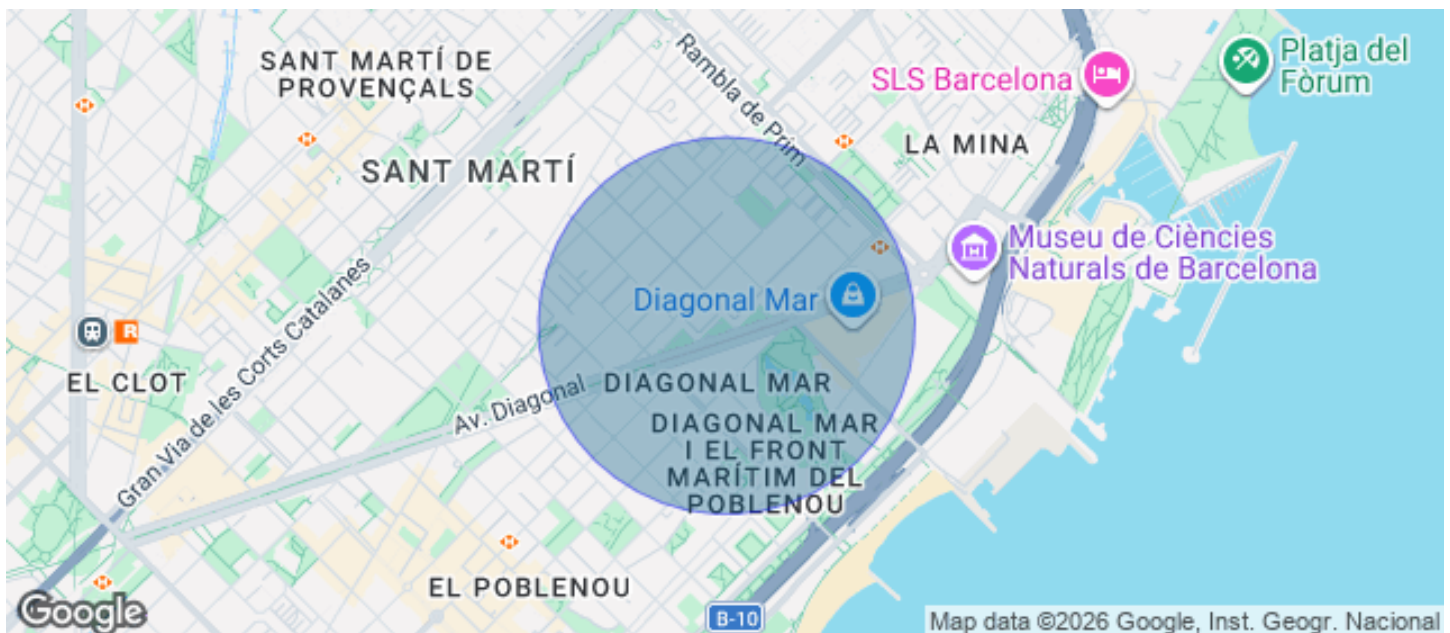 SANT MARTÍ DE
PROVENÇALS
Rambla de Prim
SLS Barcelona
Platja del
Fòrum
LA MINA
SANT MARTÍ
Museu de Ciències
Naturals de Barcelona
Diagonal Mar
R
EL CLOT
Gran Via de les Corts Catalanes
Av. Diagonal
DIAGONAL MAR
DIAGONAL MAR
I EL FRONT
MARÍTIM DEL
POBLENOU
EL POBLENOU
B-10
Google
Map data ©2026 Google, Inst. Geogr. Nacional